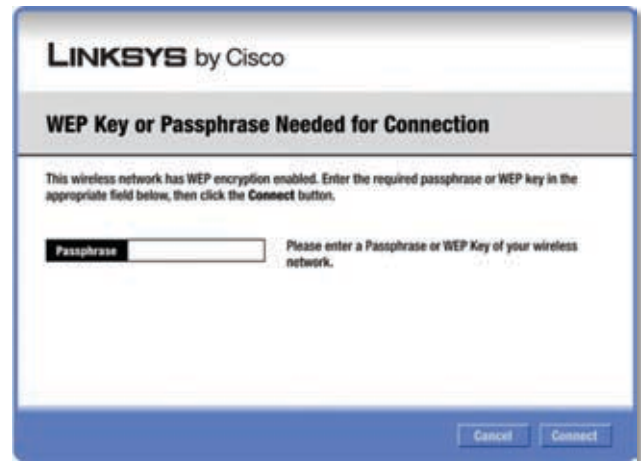 LINKSYS by Cisco
WEP Key or Passphrase Needed for Connection
This wireless network has WEP encryption enabled. Enter the required passphrase or WEP key in the
appropriate field below, then click the Connect button.
Passphrase
Please enter a Passphrase or WEP Key of your wireless
network.
Cancel
Connect